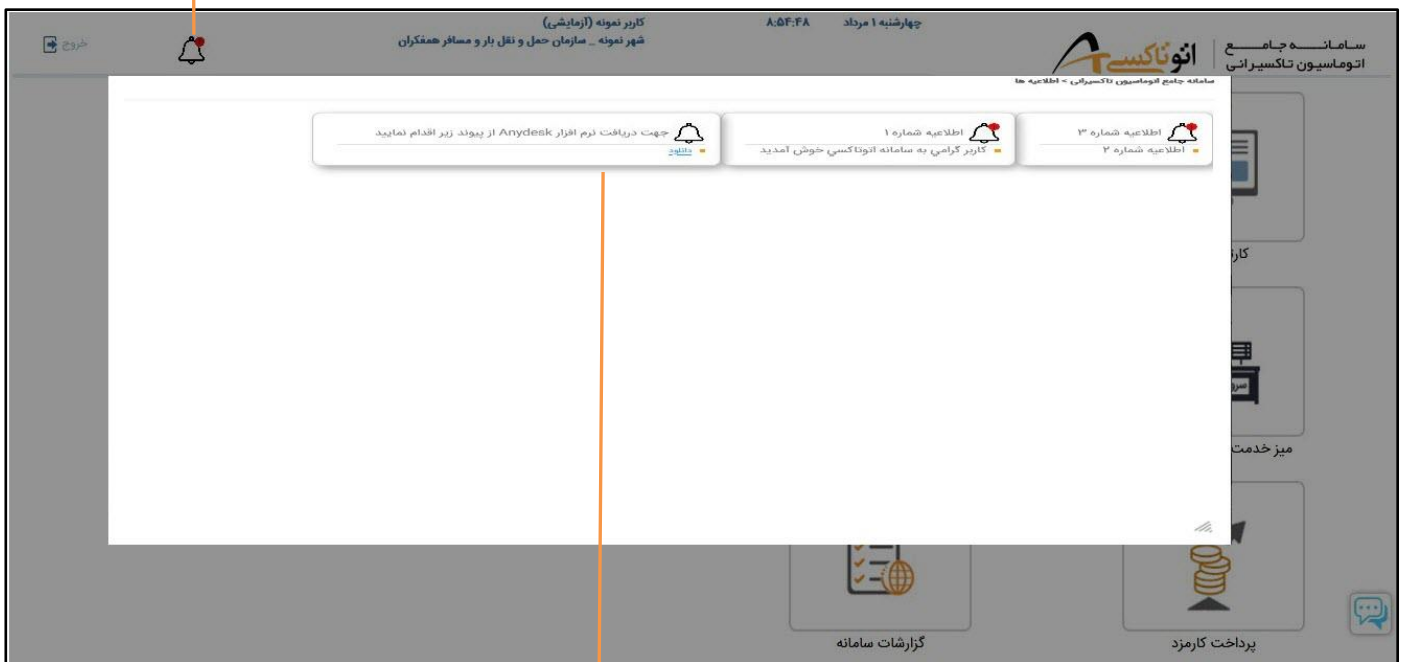 چهارشنبه ۱ مرداد ۸:۵۴:۴۸
کاربر نمونه (آزمایشی)
شهر نمونه _ سازمان حمل و نقل بار و مسافر همفکران
خروج
سامانه جامع
اتوماسیون تاکسیرانی
اتوتاکسی
سامانه جامع اتوماسیون تاکسیرانی > اطلاعیه ها
اطلاعیه شماره ۳
اطلاعیه شماره ۲
اطلاعیه شماره ۱
کاربر گرامی به سامانه اتوتاکسی خوش آمدید
جهت دریافت نرم افزار Anydesk از پیوند زیر اقدام نمایید
دانلود
میز خدمت
پرداخت کارمزد
گزارشات سامانه